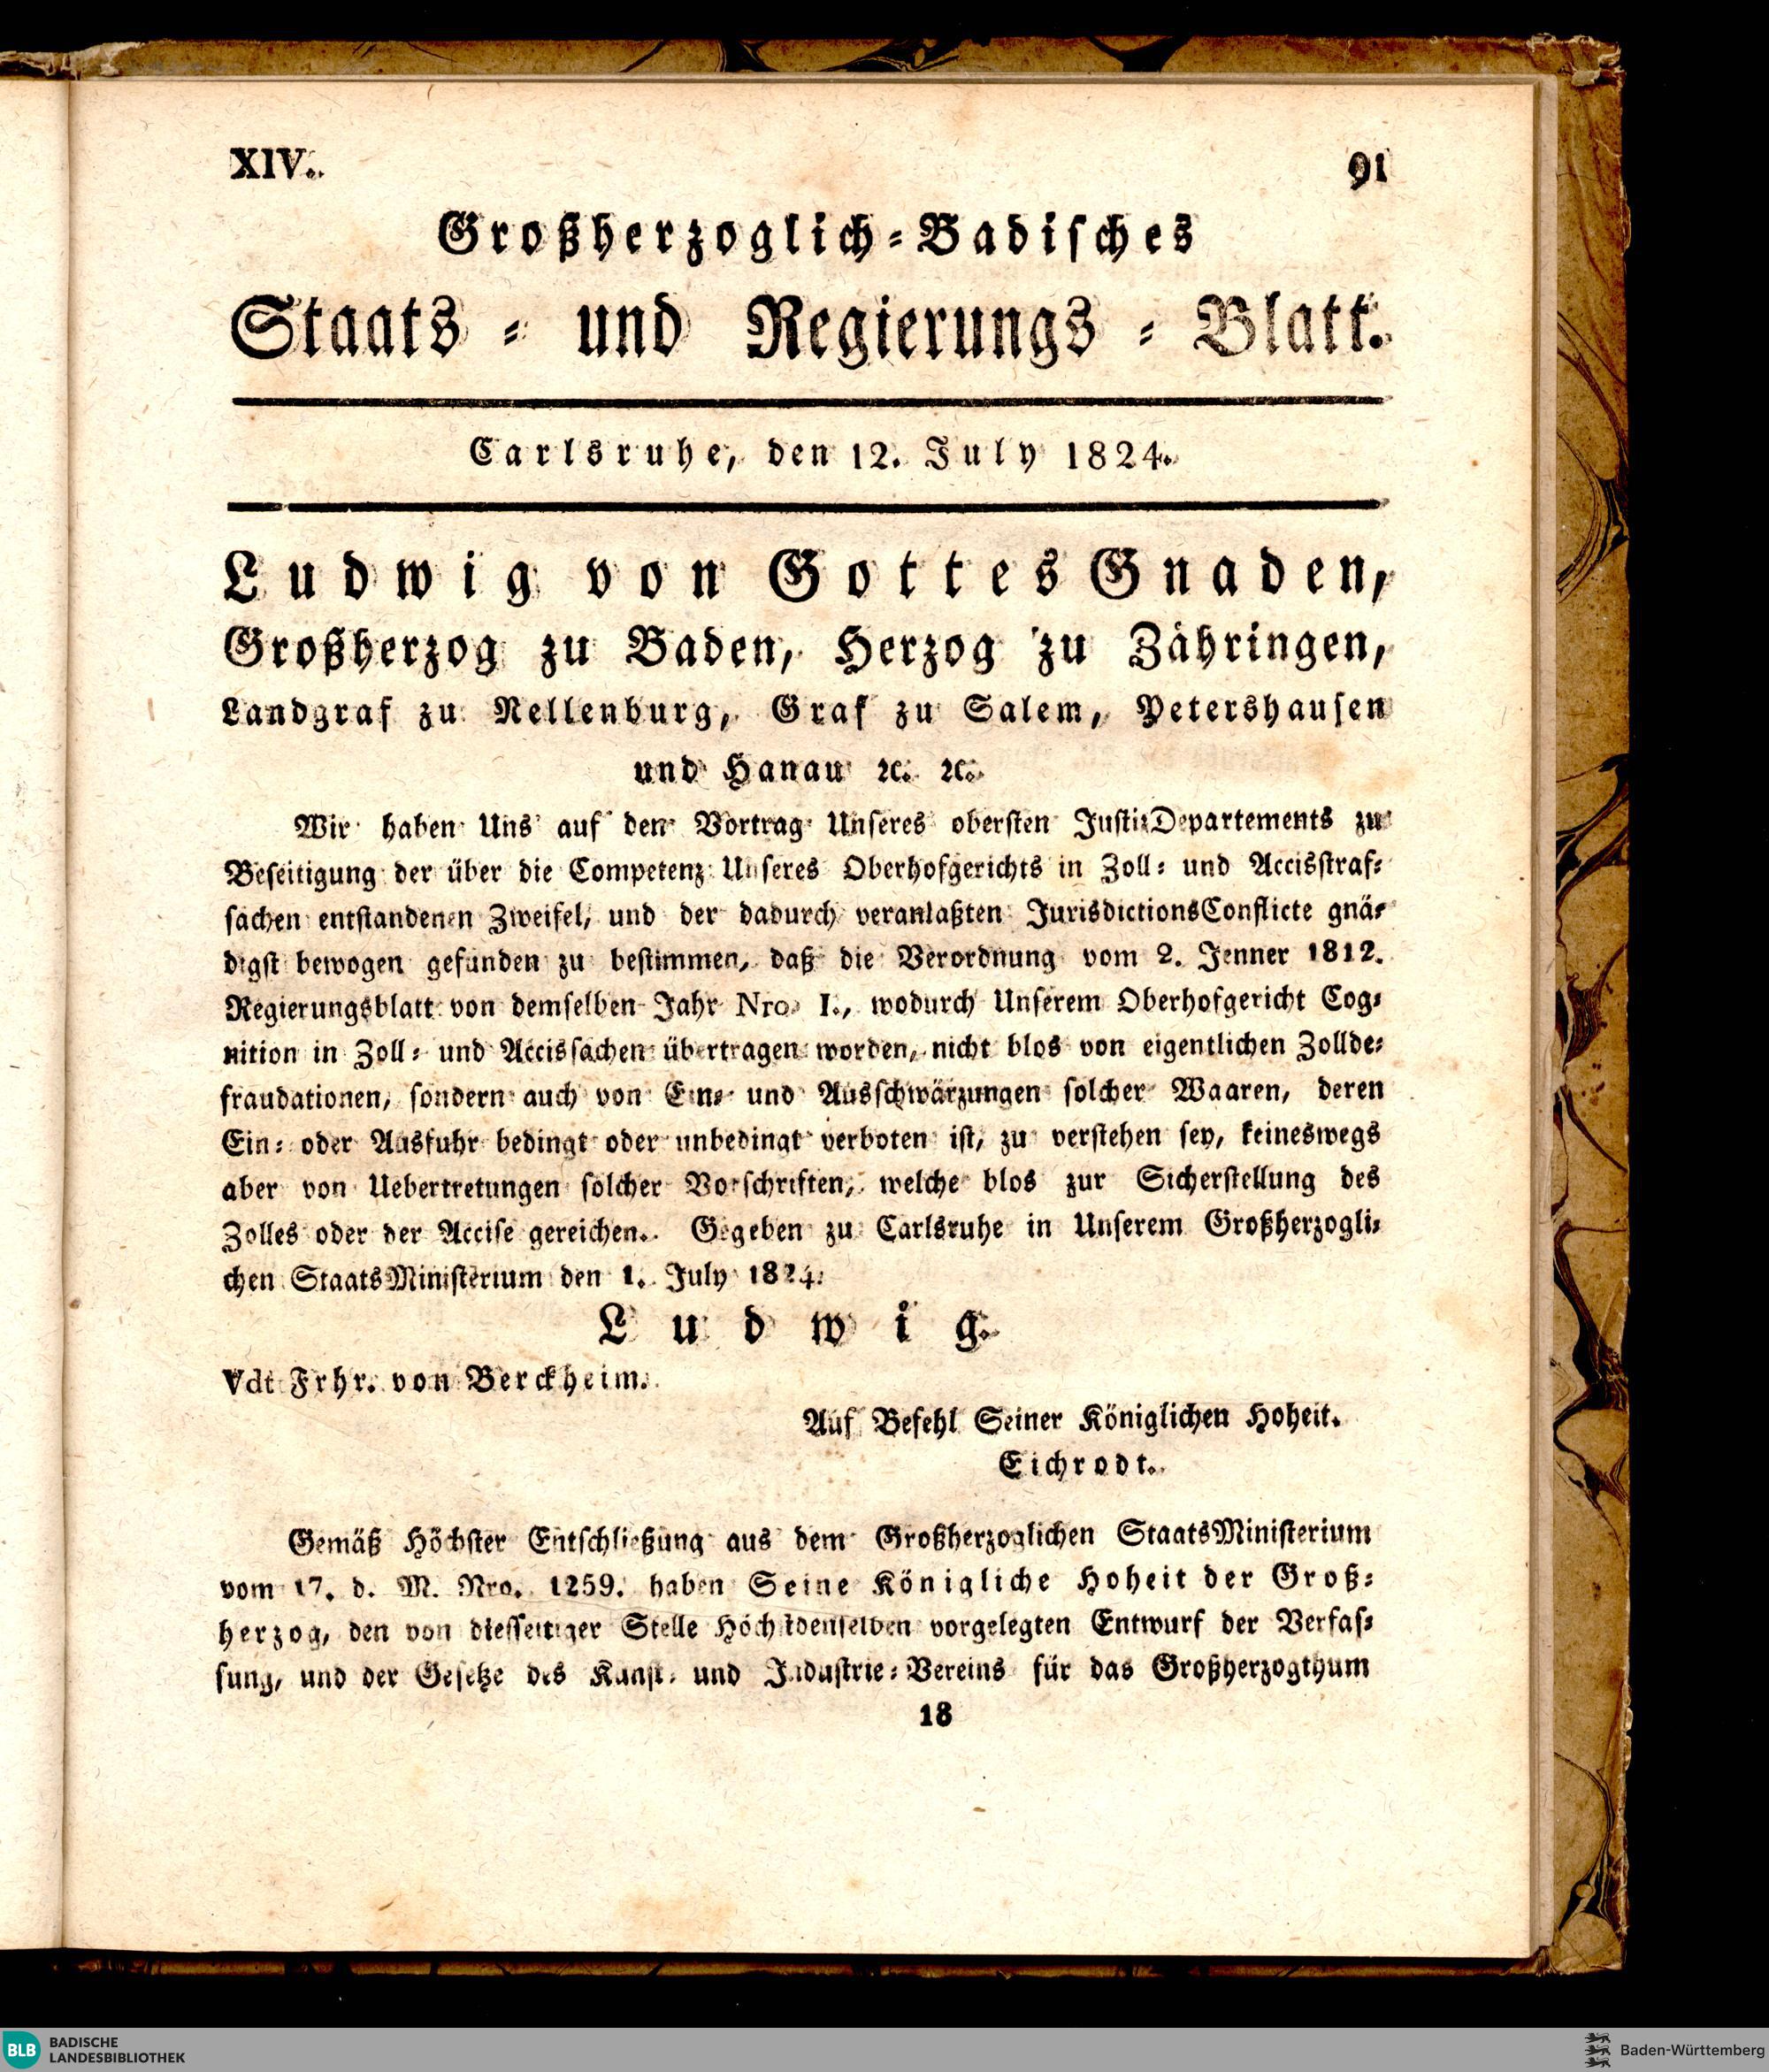 XIV.
91
Großherzoglich-Badisches
Staats- und Regierungs-Blatt.
Carlsruhe, den 12. July 1824.
Ludwig von Gottes Gnaden,
Großherzog zu Baden, Herzog zu Zähringen,
Landgraf zu Nellenburg, Graf zu Salem, Petershausen
und Hanau ꝛc. ꝛc.
Wir haben Uns auf den Vortrag Unseres obersten JustizDepartements zu
Beseitigung der über die Competenz Unseres Oberhofgerichts in Zoll- und Accisstraf-
sachen entstandenen Zweifel, und der dadurch veranlaßten JurisdictionsConflicte gnä-
digst bewogen gefunden zu bestimmen, daß die Verordnung vom 2. Jenner 1812.
Regierungsblatt von demselben Jahr Nro. I., wodurch Unserem Oberhofgericht Cog-
nition in Zoll- und Accissachen übertragen worden, nicht blos von eigentlichen Zollde-
fraudationen, sondern auch von Ein- und Ausschwärzungen solcher Waaren, deren
Ein- oder Ausfuhr bedingt oder unbedingt verboten ist, zu verstehen sey, keineswegs
aber von Uebertretungen solcher Vorschriften, welche blos zur Sicherstellung des
Zolles oder der Accise gereichen. Gegeben zu Carlsruhe in Unserem Großherzogli-
chen StaatsMinisterium den 1. July 1824.
Ludwig.
Vdt Frhr. von Berckheim.
Auf Befehl Seiner Königlichen Hoheit.
Eichrodt.
Gemäß Höchster Entschließung aus dem Großherzoglichen StaatsMinisterium
vom 17. d. M. Nro. 1259. haben Seine Königliche Hoheit der Groß-
herzog, den von diesseitiger Stelle Höchstdenselben vorgelegten Entwurf der Verfas-
sung, und der Gesetze des Kunst- und Industrie-Vereins für das Großherzogthum
18
BLB
BADISCHE
LANDESBIBLIOTHEK
Baden-Württemberg